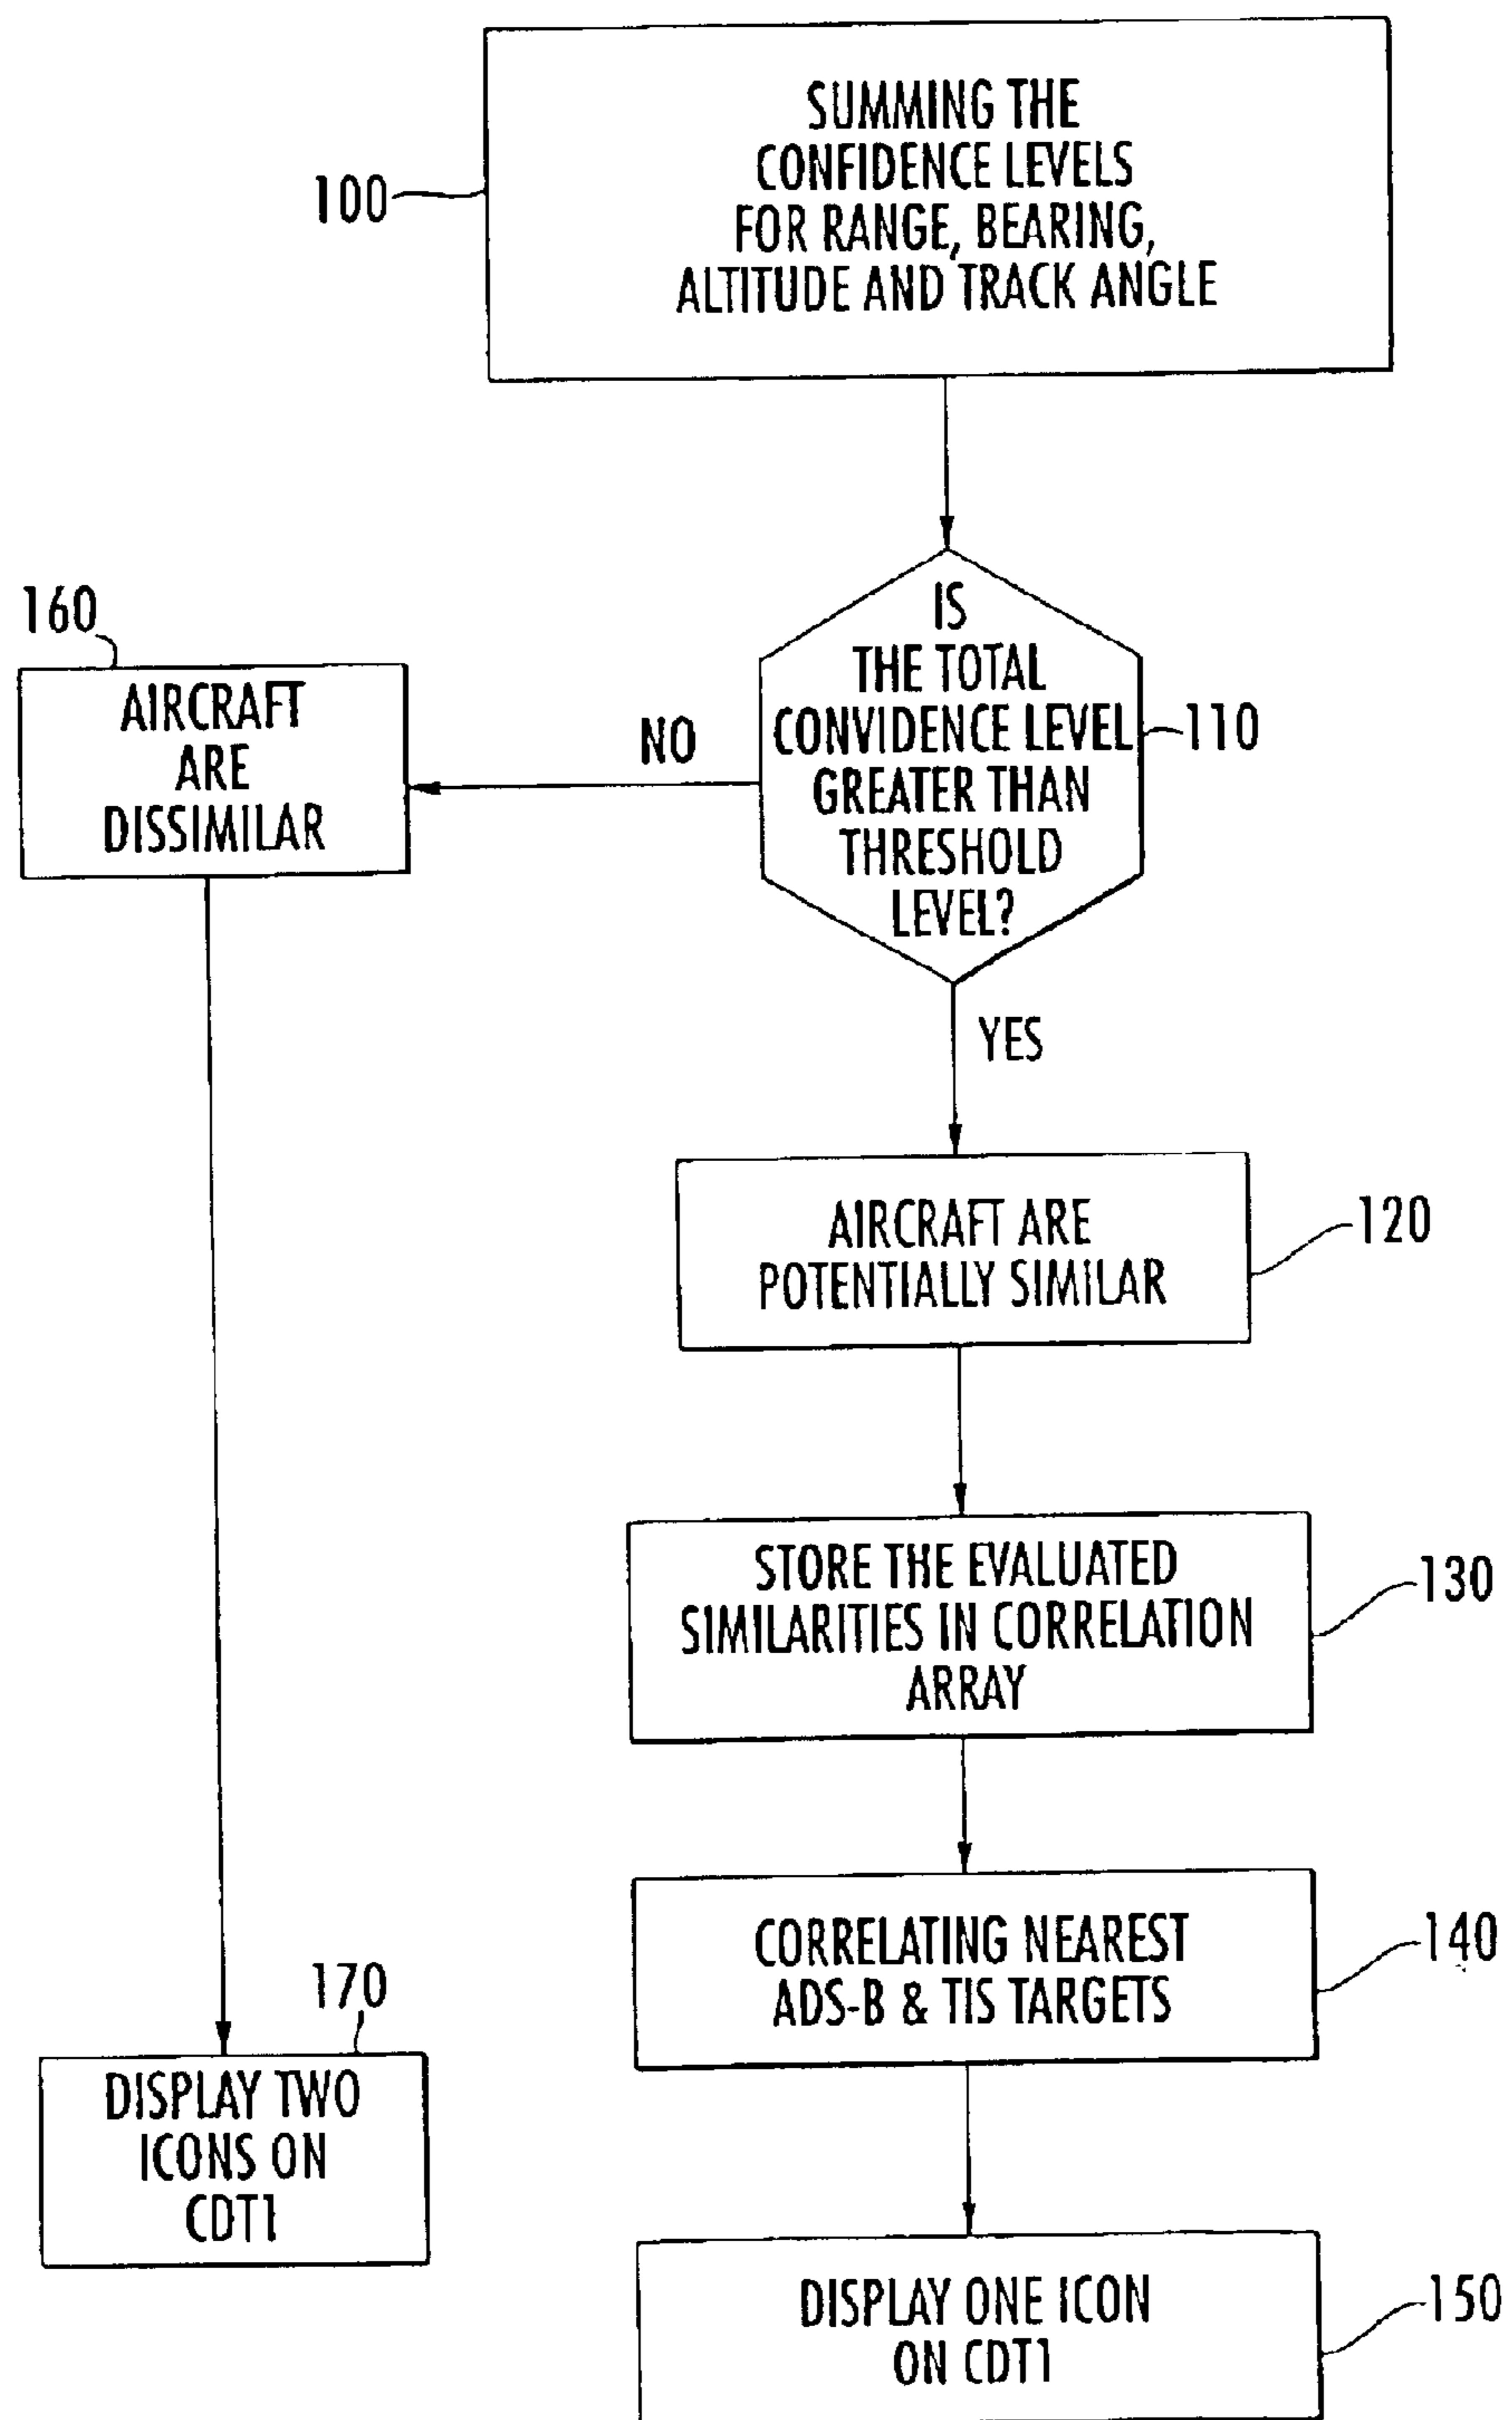 SUMMING THE
CONFIDENCE LEVELS
FOR RANGE, BEARING,
ALTITUDE AND TRACK ANGLE
100
IS
THE TOTAL
CONVIDENCE LEVEL
GREATER THAN
THRESHOLD
LEVEL?
110
NO
160
AIRCRAFT
ARE
DISSIMILAR
YES
AIRCRAFT ARE
POTENTIALLY SIMILAR
120
STORE THE EVALUATED
SIMILARITIES IN CORRELATION
ARRAY
130
CORRELATING NEAREST
ADS-B & TIS TARGETS
140
170
DISPLAY TWO
ICONS ON
CDT1
DISPLAY ONE ICON
ON CDT1
150